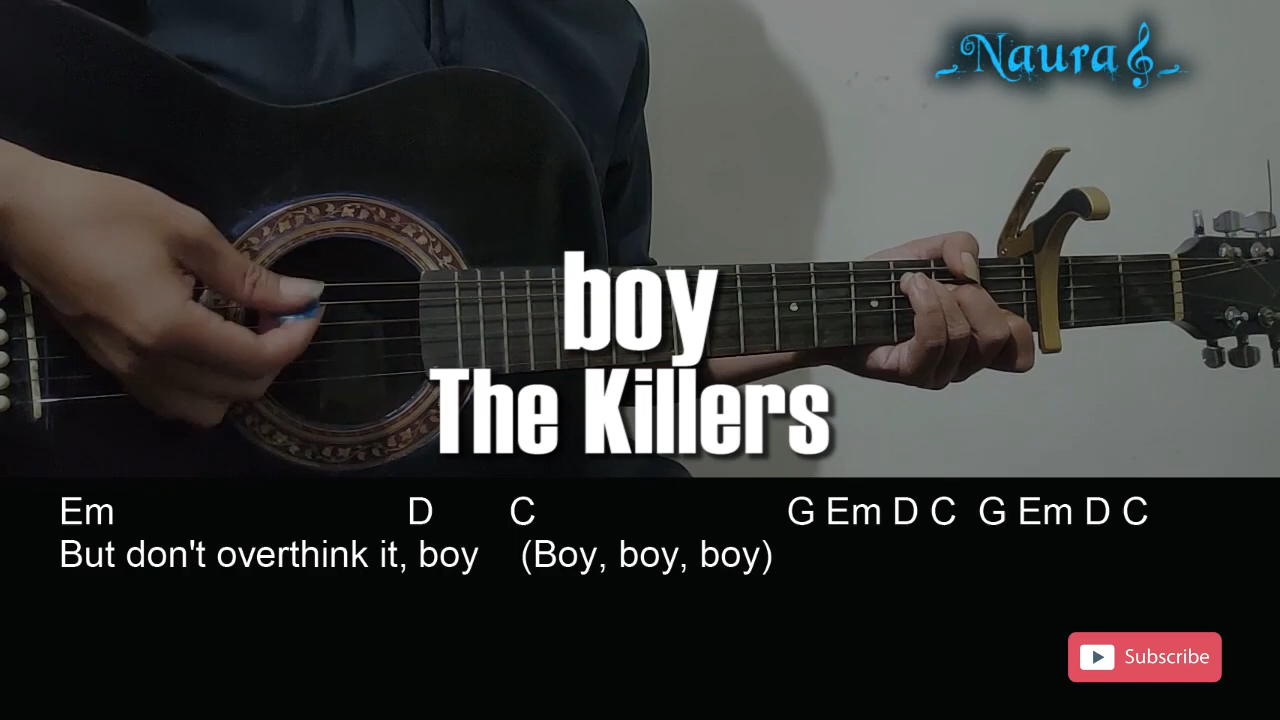 Naura
boy
The Killers
Em D C G Em D C G Em D C
But don't overthink it, boy (Boy, boy, boy)
Subscribe